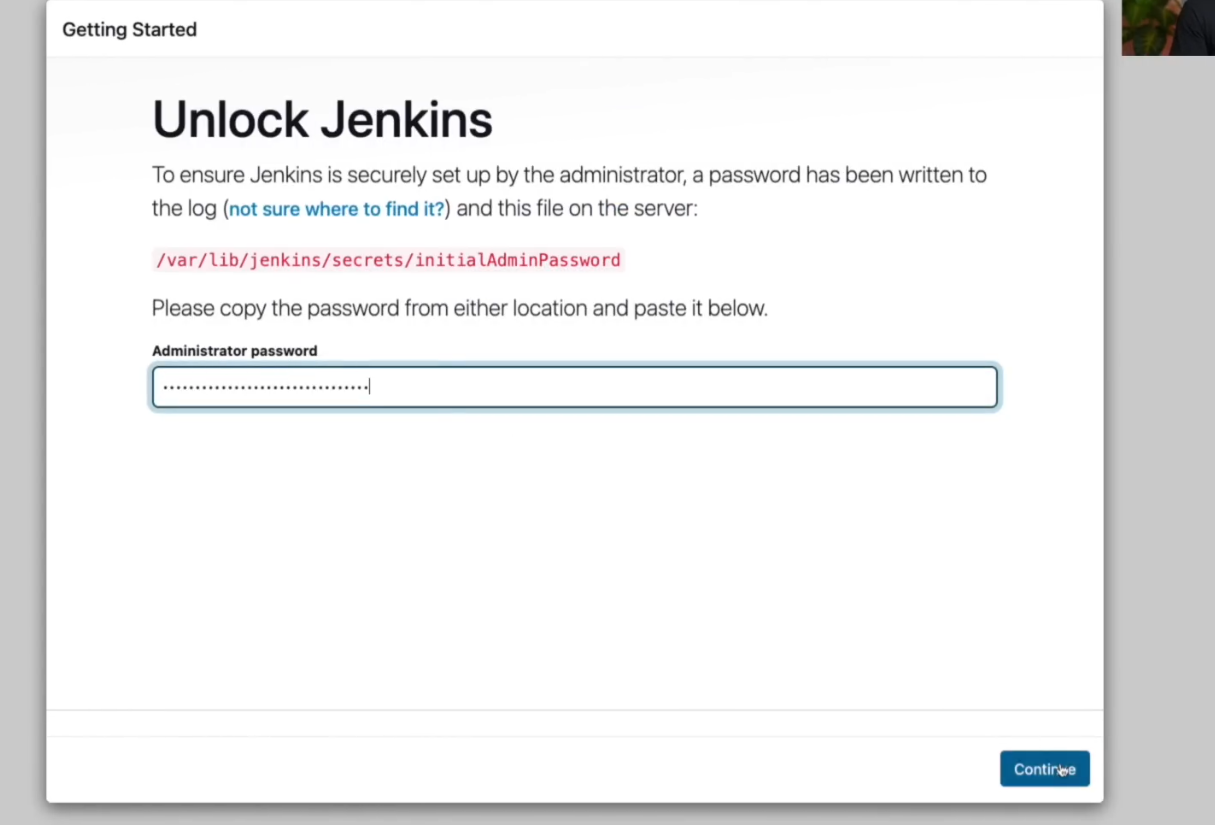 Getting Started
Unlock Jenkins
To ensure Jenkins is securely set up by the administrator, a password has been written to
the log (not sure where to find it?) and this file on the server:
/var/lib/jenkins/secrets/initialAdminPassword
Please copy the password from either location and paste it below.
Administrator password
••••••••••••••••••••••••••••••••
Continue